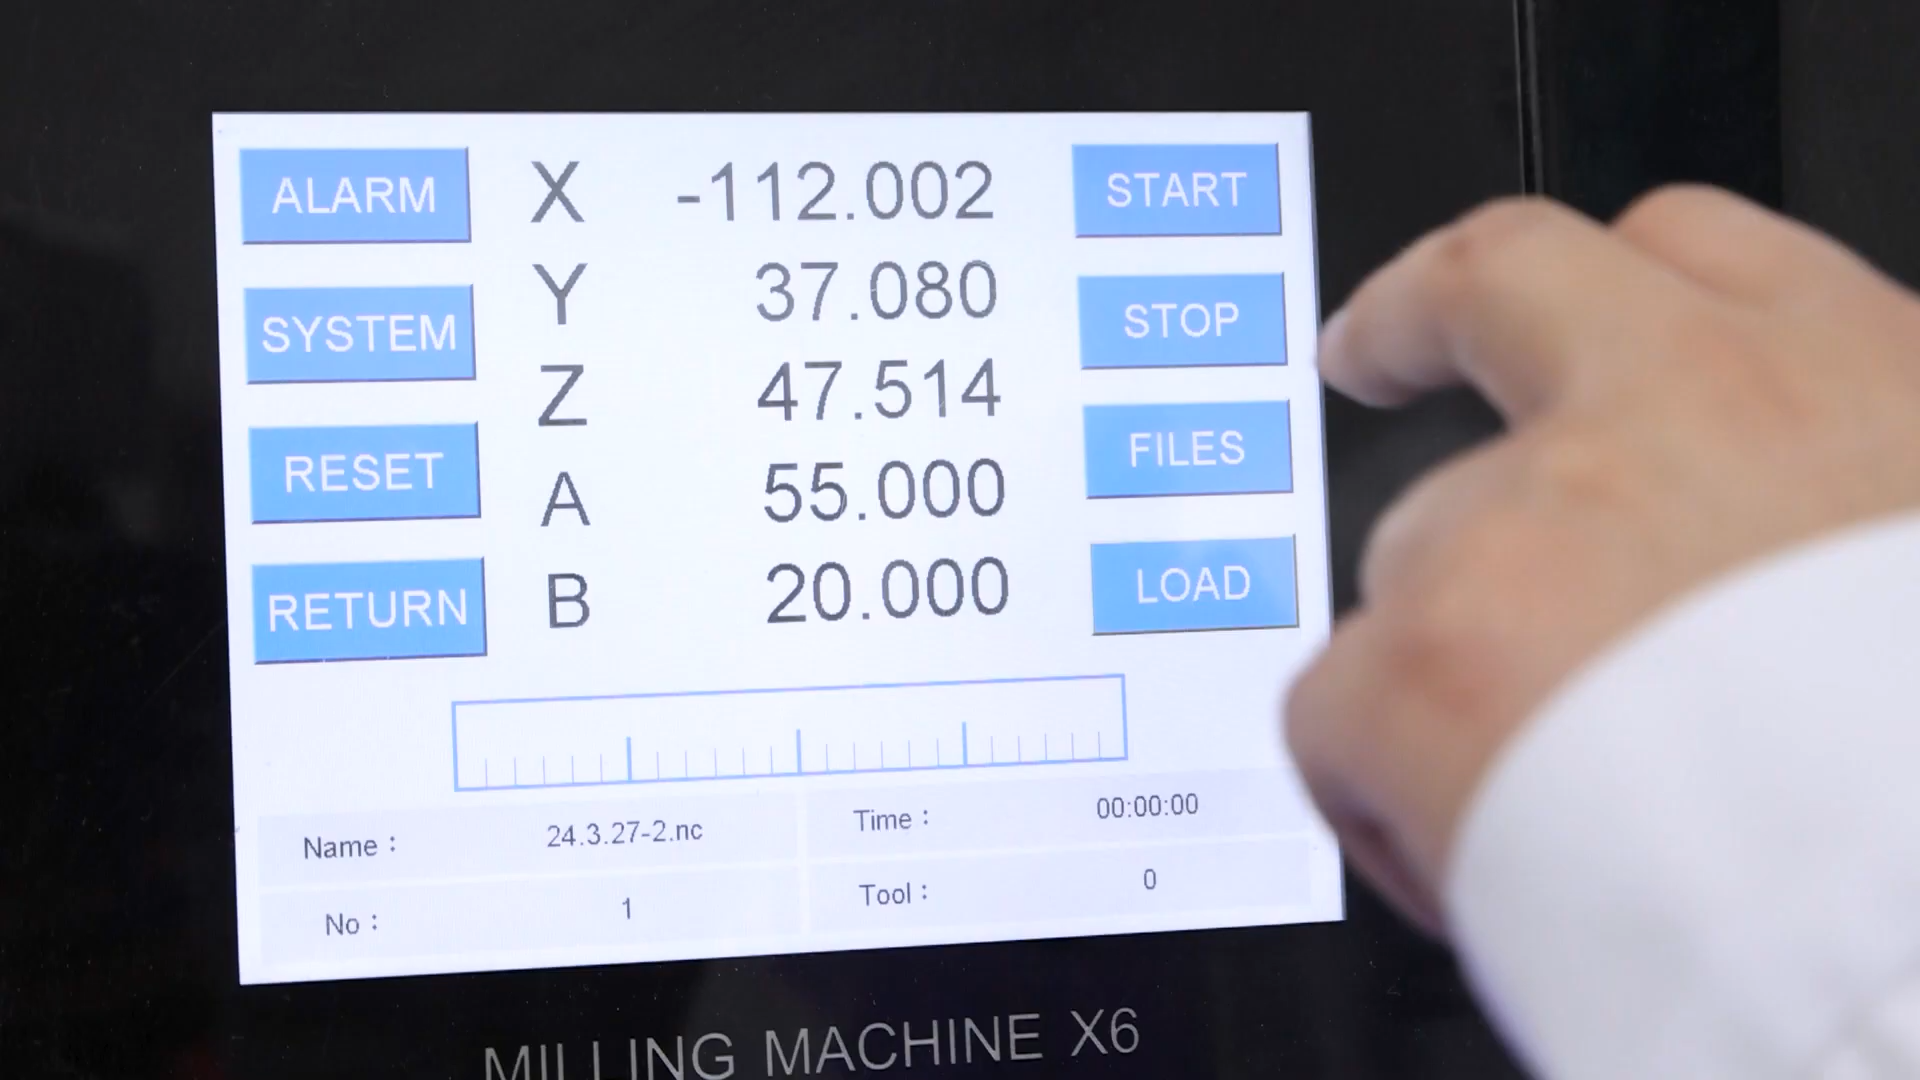 ALARM X -112.002 START
SYSTEM Y 37.080 STOP
RESET Z 47.514 FILES
A 55.000
RETURN B 20.000 LOAD
Name : 24.3.27-2.nc Time : 00:00:00
No : 1 Tool : 0
MILLING MACHINE X6